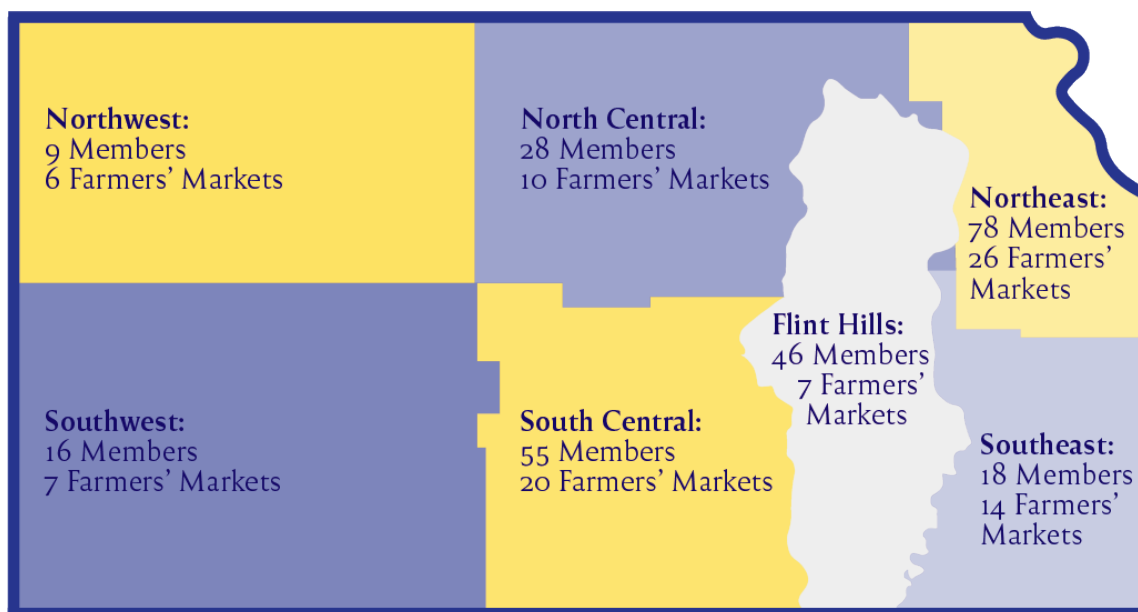 Northwest:
9 Members
6 Farmers’ Markets
North Central:
28 Members
10 Farmers’ Markets
Northeast:
78 Members
26 Farmers’
Markets
Flint Hills:
46 Members
7 Farmers’
Markets
Southwest:
16 Members
7 Farmers’ Markets
South Central:
55 Members
20 Farmers’ Markets
Southeast:
18 Members
14 Farmers’
Markets